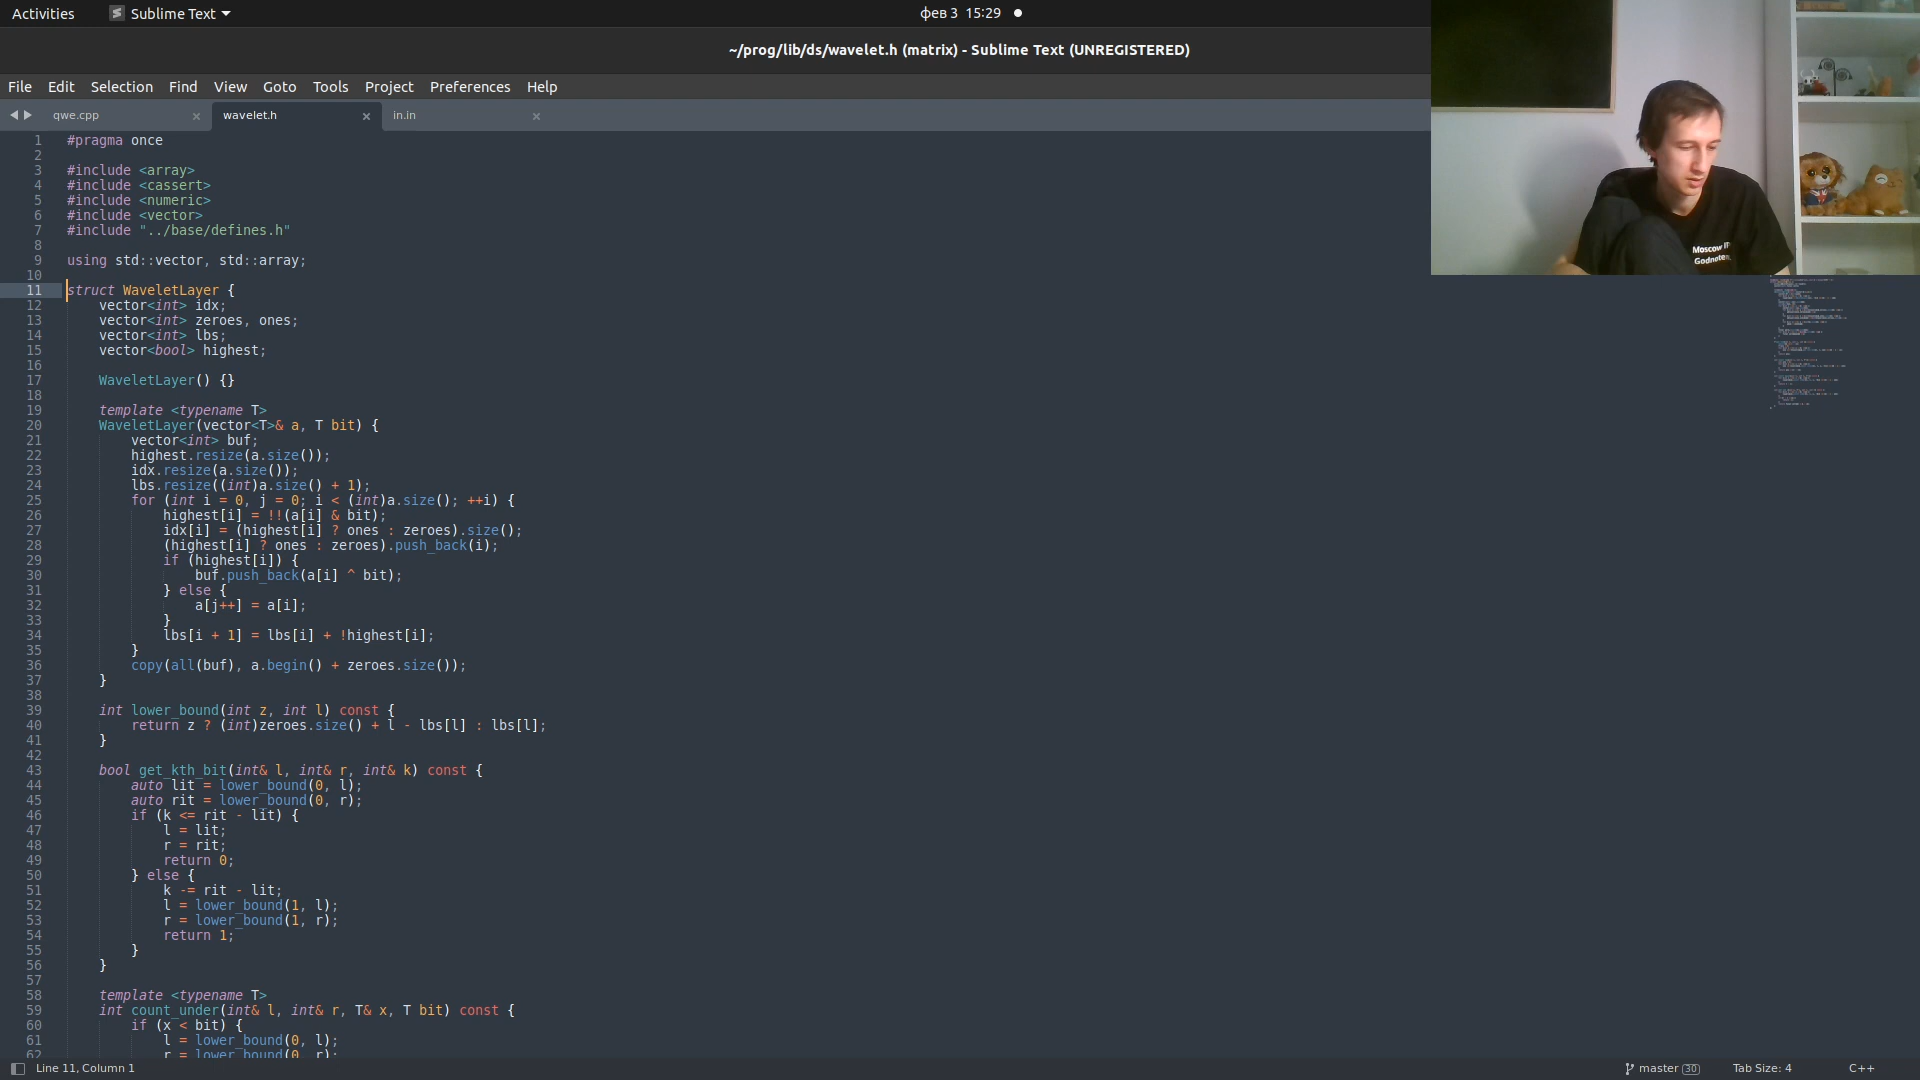 Activities
Sublime Text
фев 3 15:29
~/prog/lib/ds/wavelet.h (matrix) - Sublime Text (UNREGISTERED)
File Edit Selection Find View Goto Tools Project Preferences Help
qwe.cpp
wavelet.h
in.in
1 #pragma once
2
3 #include <array>
4 #include <cassert>
5 #include <numeric>
6 #include <vector>
7 #include "../base/defines.h"
8
9 using std::vector, std::array;
10
11 struct WaveletLayer {
12 vector<int> idx;
13 vector<int> zeroes, ones;
14 vector<int> lbs;
15 vector<bool> highest;
16
17 WaveletLayer() {}
18
19 template <typename T>
20 WaveletLayer(vector<T>& a, T bit) {
21 vector<int> buf;
22 highest.resize(a.size());
23 idx.resize(a.size());
24 lbs.resize((int)a.size() + 1);
25 for (int i = 0, j = 0; i < (int)a.size(); ++i) {
26 highest[i] = !!(a[i] & bit);
27 idx[i] = (highest[i] ? ones : zeroes).size();
28 (highest[i] ? ones : zeroes).push_back(i);
29 if (highest[i]) {
30 buf.push_back(a[i] ^ bit);
31 } else {
32 a[j++] = a[i];
33 }
34 lbs[i + 1] = lbs[i] + !highest[i];
35 }
36 copy(all(buf), a.begin() + zeroes.size());
37 }
38
39 int lower_bound(int z, int l) const {
40 return z ? (int)zeroes.size() + l - lbs[l] : lbs[l];
41 }
42
43 bool get_kth_bit(int& l, int& r, int& k) const {
44 auto lit = lower_bound(0, l);
45 auto rit = lower_bound(0, r);
46 if (k <= rit - lit) {
47 l = lit;
48 r = rit;
49 return 0;
50 } else {
51 k -= rit - lit;
52 l = lower_bound(1, l);
53 r = lower_bound(1, r);
54 return 1;
55 }
56 }
57
58 template <typename T>
59 int count_under(int& l, int& r, T& x, T bit) const {
60 if (x < bit) {
61 l = lower_bound(0, l);
62 r = lower_bound(0, r);
Line 11, Column 1
master 30
Tab Size: 4
C++
Moscow